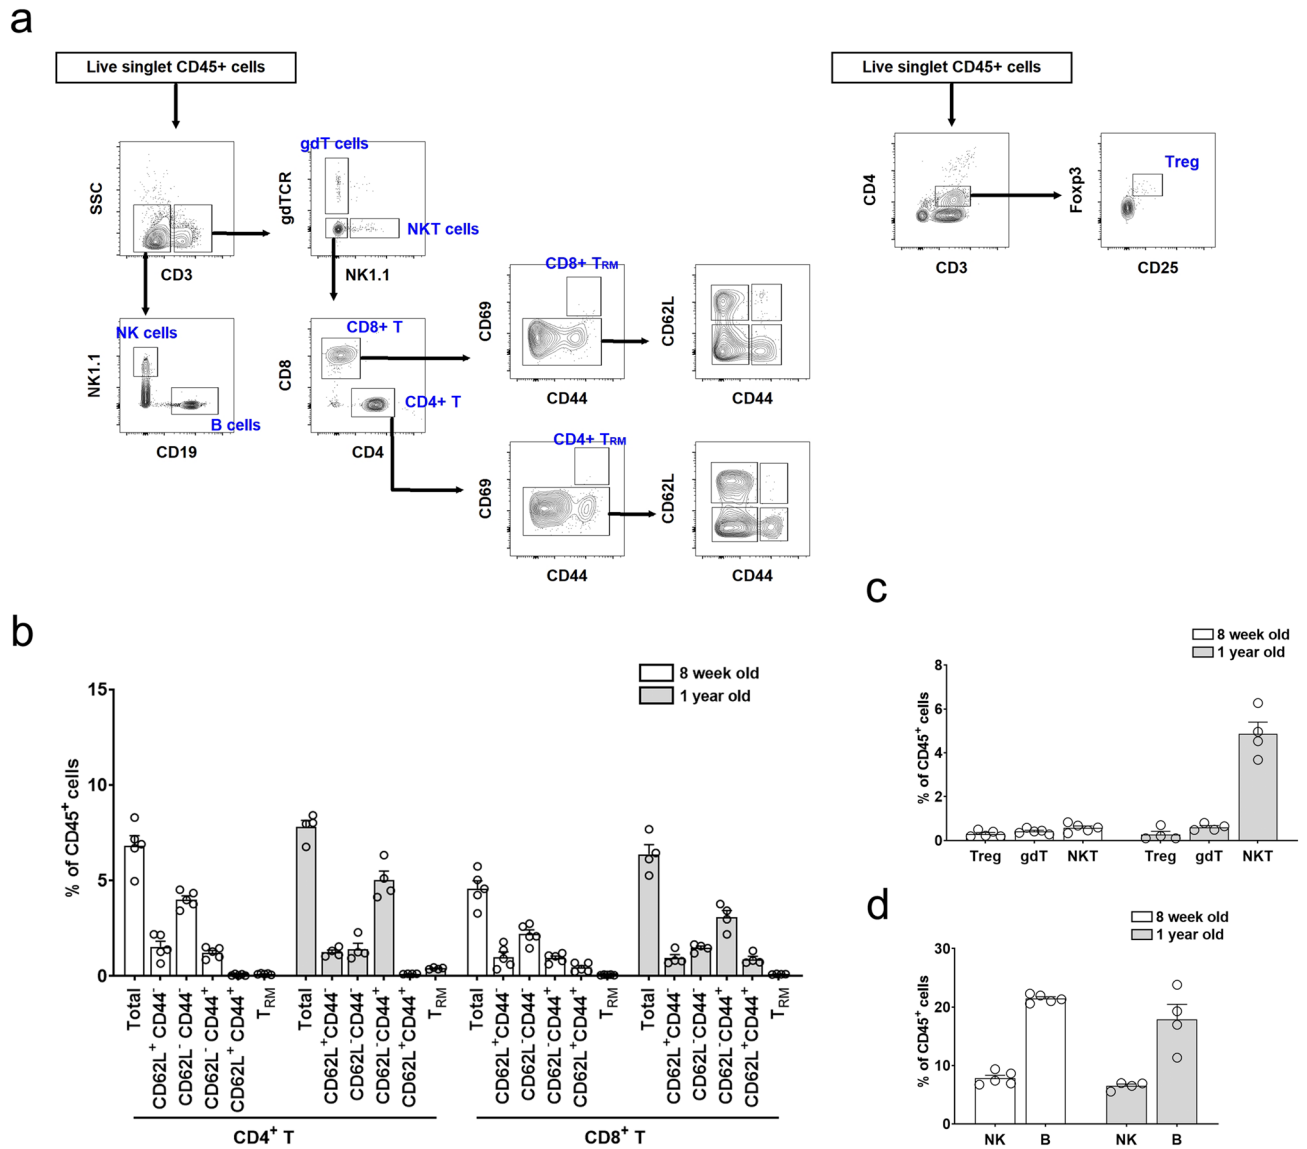 a
Live singlet CD45+ cells
Live singlet CD45+ cells
SSC
CD3
gdT cells
gdTCR
NKT cells
NK1.1
CD4
CD3
Treg
Foxp3
CD25
NK cells
NK1.1
B cells
CD19
CD8+ T
CD8
CD4+ T
CD4
CD8+ TRM
CD69
CD44
CD62L
CD44
CD4+ TRM
CD69
CD44
CD62L
CD44
b
8 week old
1 year old
% of CD45+ cells
15
10
5
0
Total
CD62L+ CD44-
CD62L- CD44-
CD62L- CD44+
CD62L+ CD44+
TRM
Total
CD62L+CD44-
CD62L-CD44-
CD62L-CD44+
CD62L+CD44+
TRM
Total
CD62L+CD44-
CD62L-CD44-
CD62L-CD44+
CD62L+CD44+
TRM
Total
CD62L+CD44-
CD62L-CD44-
CD62L-CD44+
CD62L+CD44+
TRM
CD4+ T
CD8+ T
c
8 week old
1 year old
% of CD45+ cells
8
6
4
2
0
Treg gdT NKT Treg gdT NKT
d
8 week old
1 year old
% of CD45+ cells
30
20
10
0
NK B NK B